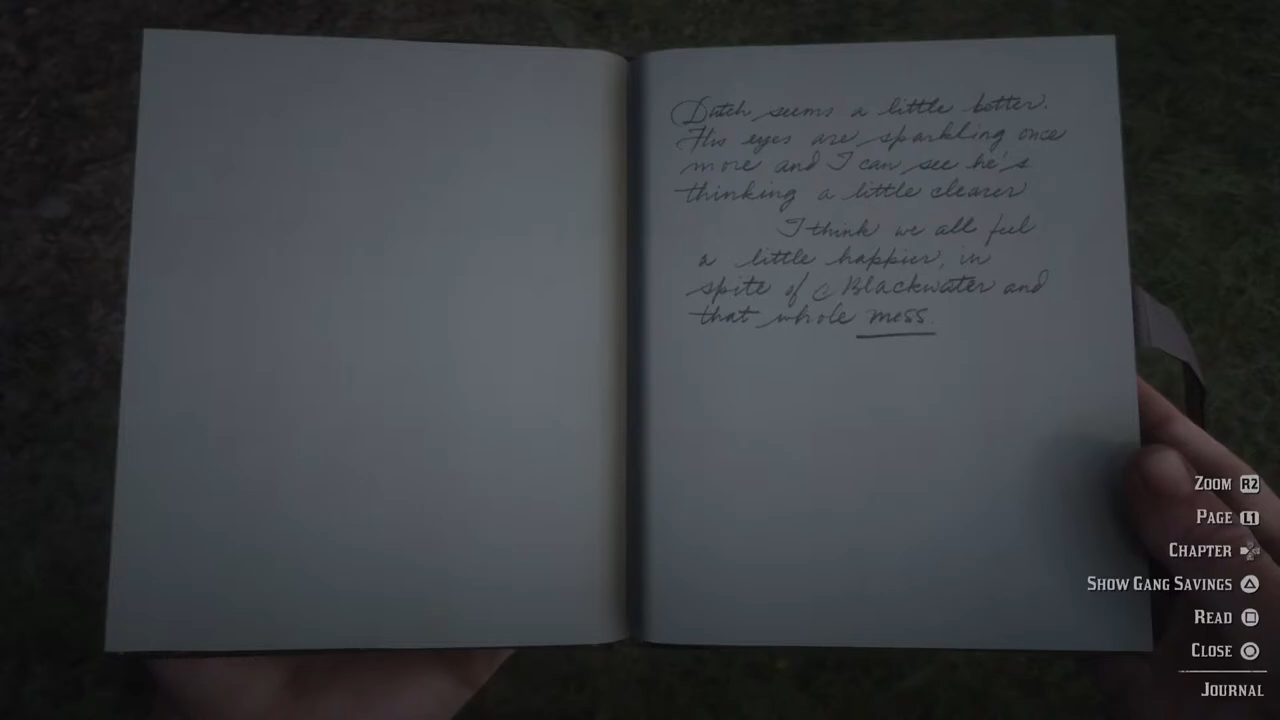 Dutch seems a little better.
His eyes are sparkling once
more and I can see he's
thinking a little clearer
I think we all feel
a little happier, in
spite of Blackwater and
that whole mess.
ZOOM R2
PAGE L1
CHAPTER
SHOW GANG SAVINGS
READ
CLOSE
JOURNAL